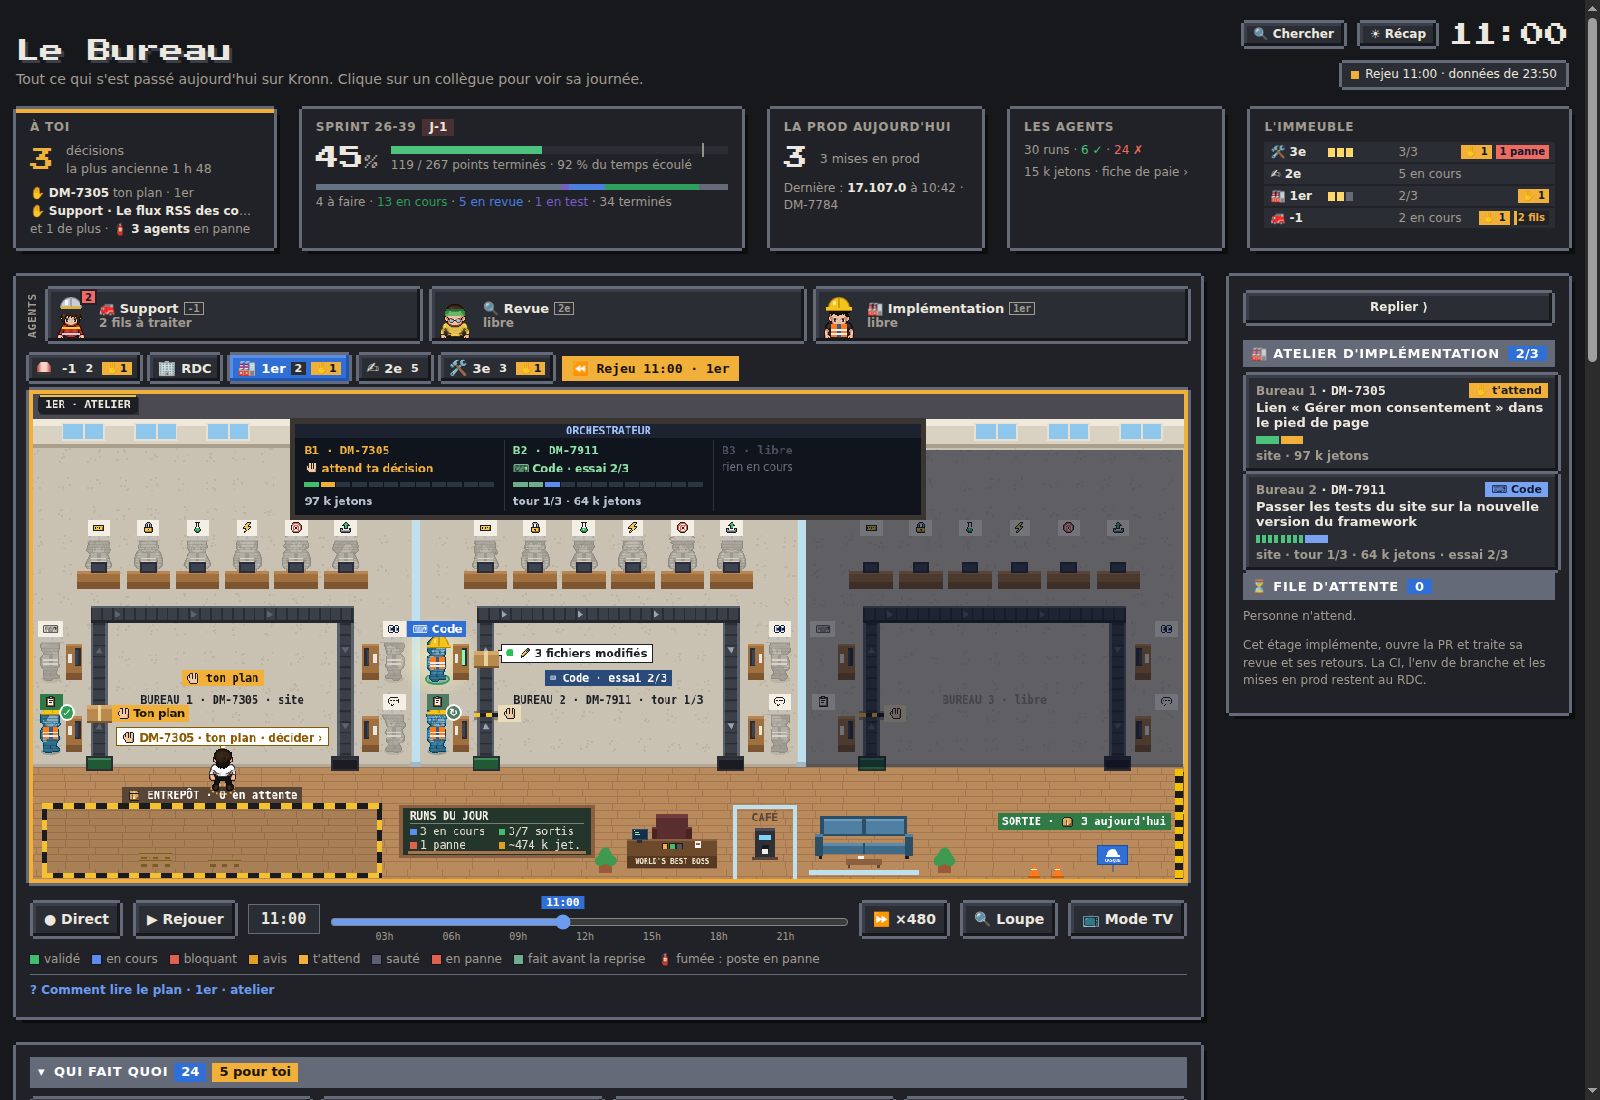 Le Bureau
Tout ce qui s'est passé aujourd'hui sur Kronn. Clique sur un collègue pour voir sa journée.
Chercher
Récap
11:00
Rejeu 11:00 · données de 23:50
À TOI
3
décisions
la plus ancienne 1 h 48
DM-7305 ton plan · 1er
Support · Le flux RSS des co…
et 1 de plus · 3 agents en panne
SPRINT 26-39 J-1
45%
119 / 267 points terminés · 92 % du temps écoulé
4 à faire · 13 en cours · 5 en revue · 1 en test · 34 terminés
LA PROD AUJOURD'HUI
3 3 mises en prod
Dernière : 17.107.0 à 10:42 ·
DM-7784
LES AGENTS
30 runs · 6 ✓ · 24 ✗
15 k jetons · fiche de paie ›
L'IMMEUBLE
3e 3/3 1 1 panne
2e 5 en cours
1er 2/3 1
-1 2 en cours 1 2 fils
AGENTS
2
Support -1
2 fils à traiter
Revue 2e
libre
Implémentation 1er
libre
-1 2 1
RDC
1er 2 1
2e 5
3e 3 1
Rejeu 11:00 · 1er
1ER · ATELIER
ORCHESTRATEUR
B1 · DM-7305
attend ta décision
97 k jetons
B2 · DM-7911
Code · essai 2/3
tour 1/3 · 64 k jetons
B3 · libre
rien en cours
Code
3 fichiers modifiés
ton plan
Code · essai 2/3
BUREAU 1 · DM-7305 · site
BUREAU 2 · DM-7911 · tour 1/3
BUREAU 3 · libre
Ton plan
DM-7305 · ton plan · décider ›
ENTREPÔT · 0 en attente
RUNS DU JOUR
3 en cours 3/7 sortis
1 panne ~474 k jet.
WORLD'S BEST BOSS
CAFÉ
SORTIE · 3 aujourd'hui
Direct
Rejouer
11:00
11:00
03h 06h 09h 12h 15h 18h 21h
×480
Loupe
Mode TV
validé en cours bloquant avis t'attend sauté en panne fait avant la reprise fumée : poste en panne
? Comment lire le plan · 1er · atelier
QUI FAIT QUOI 24 5 pour toi
Replier ⟩
ATELIER D'IMPLÉMENTATION 2/3
Bureau 1 · DM-7305 t'attend
Lien « Gérer mon consentement » dans
le pied de page
site · 97 k jetons
Bureau 2 · DM-7911 Code
Passer les tests du site sur la nouvelle
version du framework
site · tour 1/3 · 64 k jetons · essai 2/3
FILE D'ATTENTE 0
Personne n'attend.
Cet étage implémente, ouvre la PR et traite sa
revue et ses retours. La CI, l'env de branche et les
mises en prod restent au RDC.